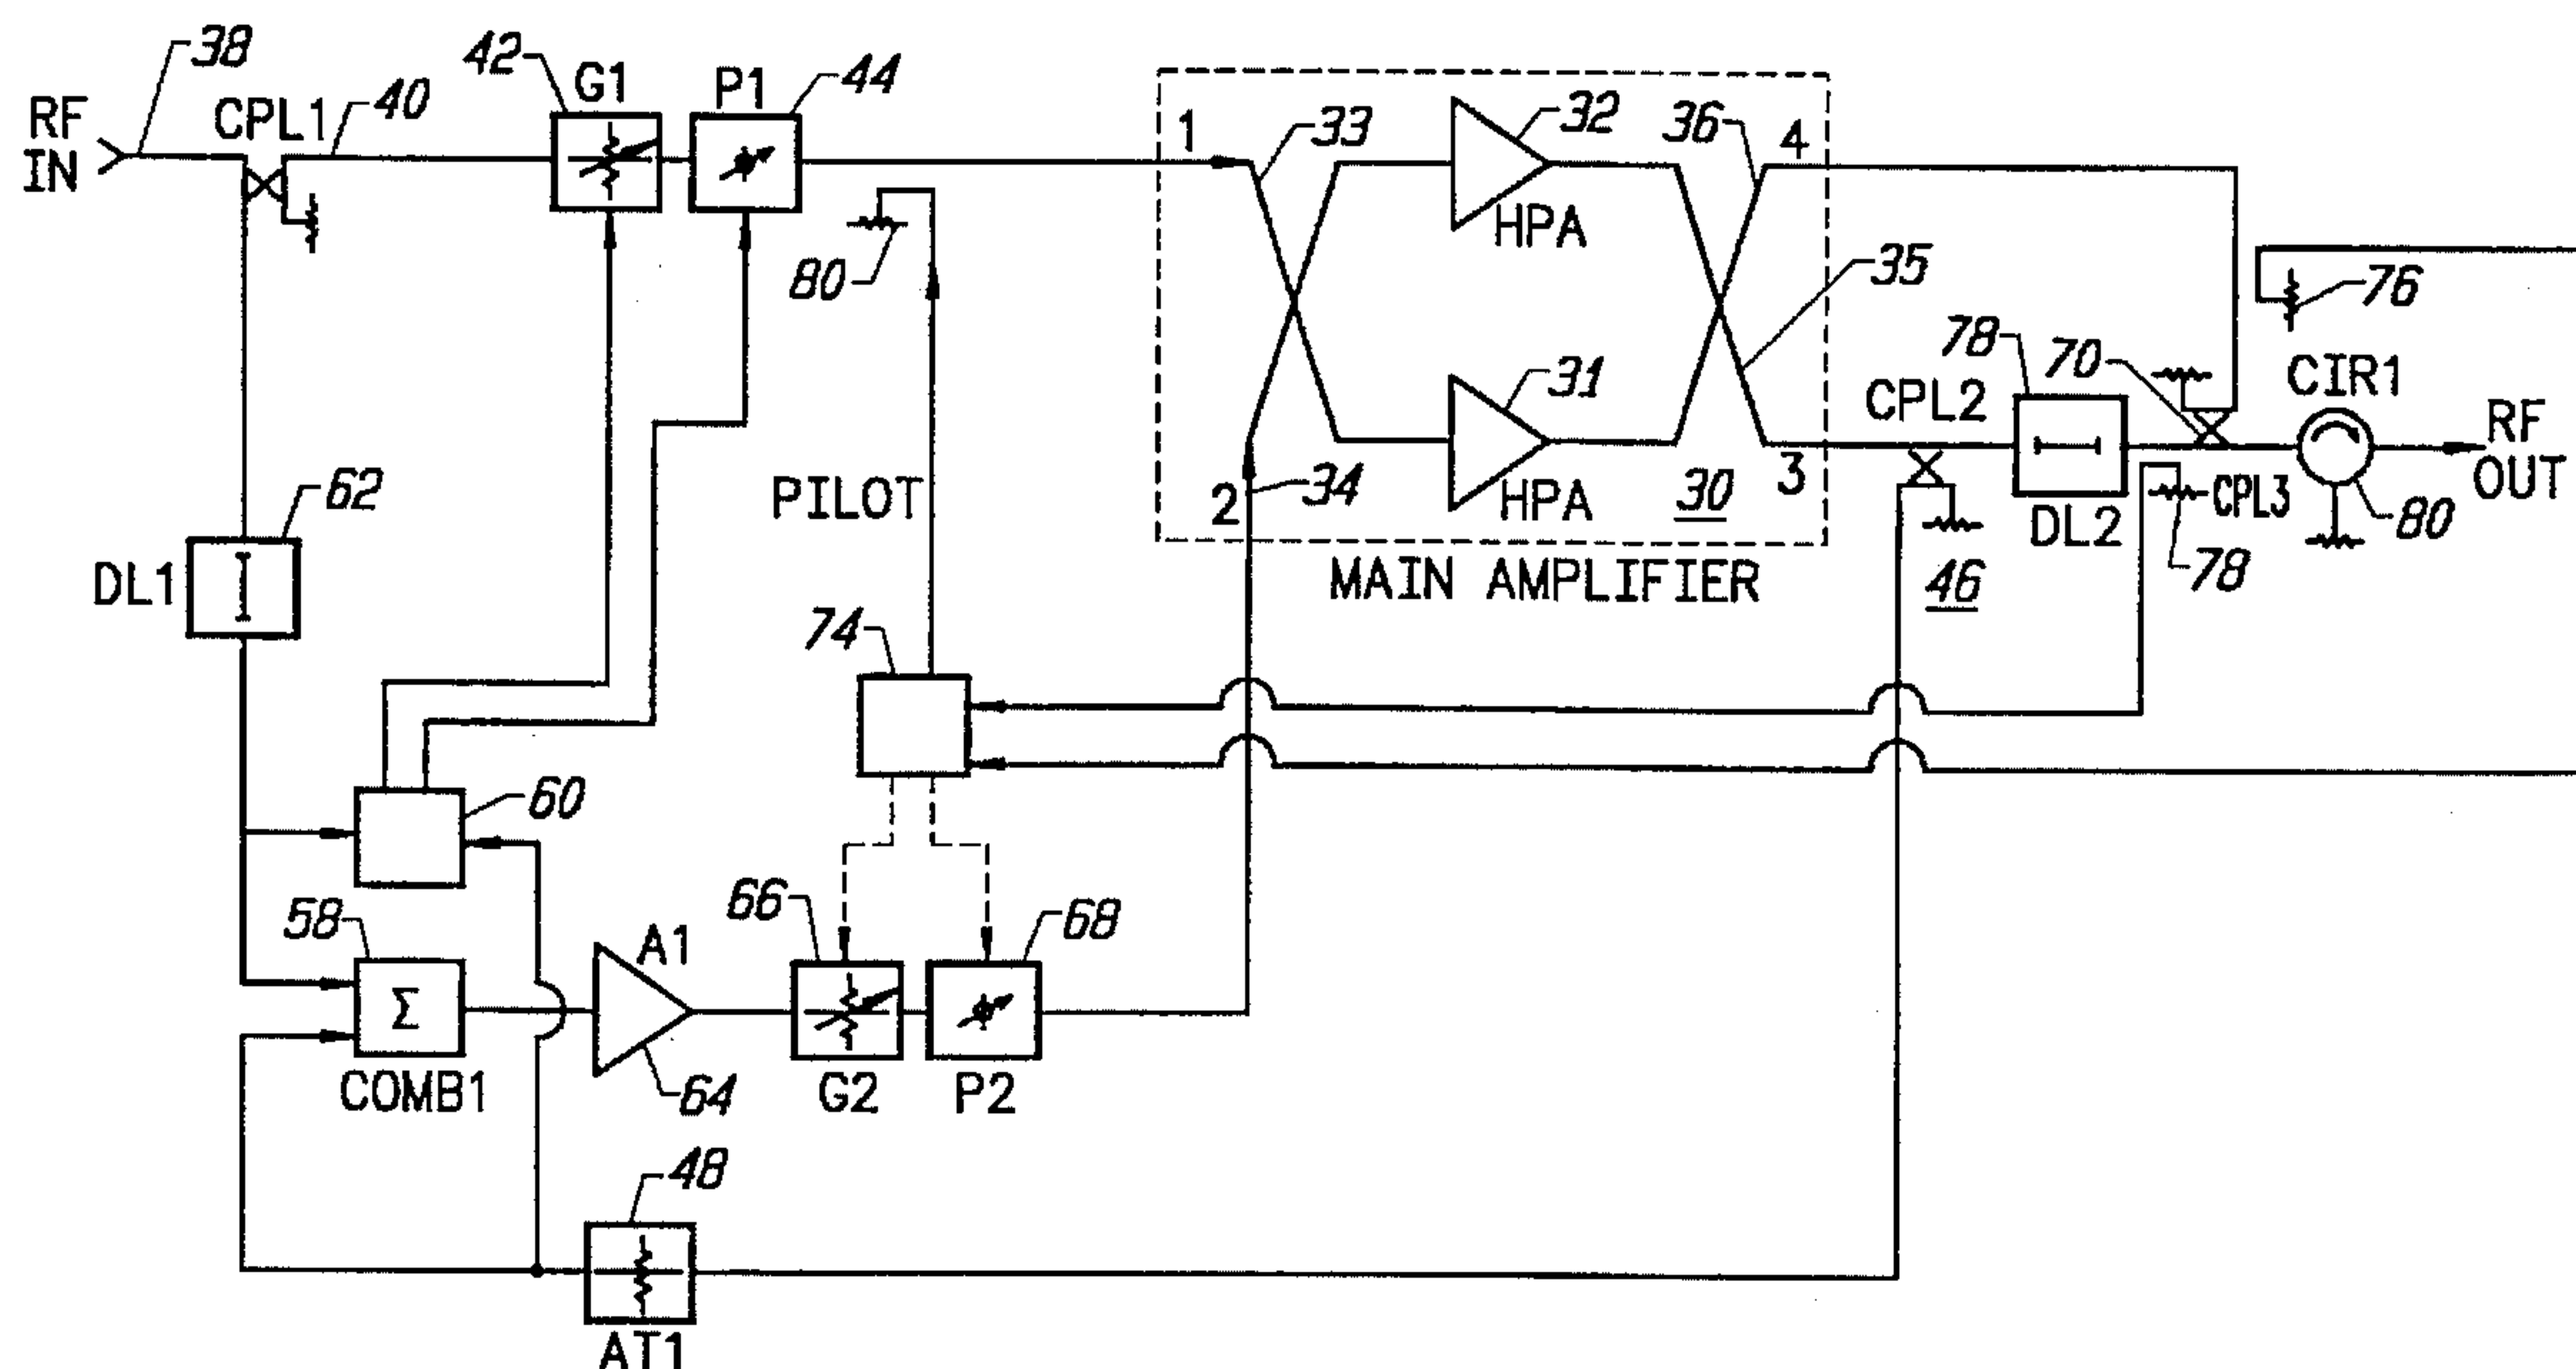 38
RF
IN
CPL1
40
42
G1
P1
44
1
33
32
HPA
36
4
35
80
76
62
DL1
PILOT
2
34
31
HPA
30
3
MAIN AMPLIFIER
CPL2
78
DL2
70
CIR1
RF
OUT
CPL3
80
78
46
74
60
58
Σ
COMB1
A1
64
66
G2
68
P2
48
AT1